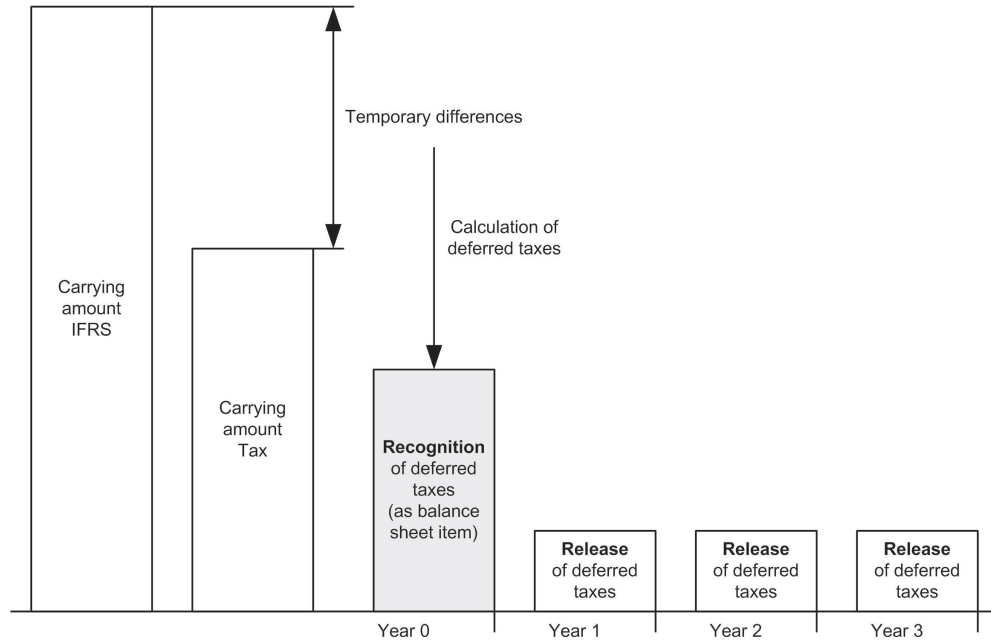 Temporary differences
Calculation of
deferred taxes
Carrying
amount
IFRS
Carrying
amount
Tax
Recognition
of deferred
taxes
(as balance
sheet item)
Release
of deferred
taxes
Release
of deferred
taxes
Release
of deferred
taxes
Year 0
Year 1
Year 2
Year 3